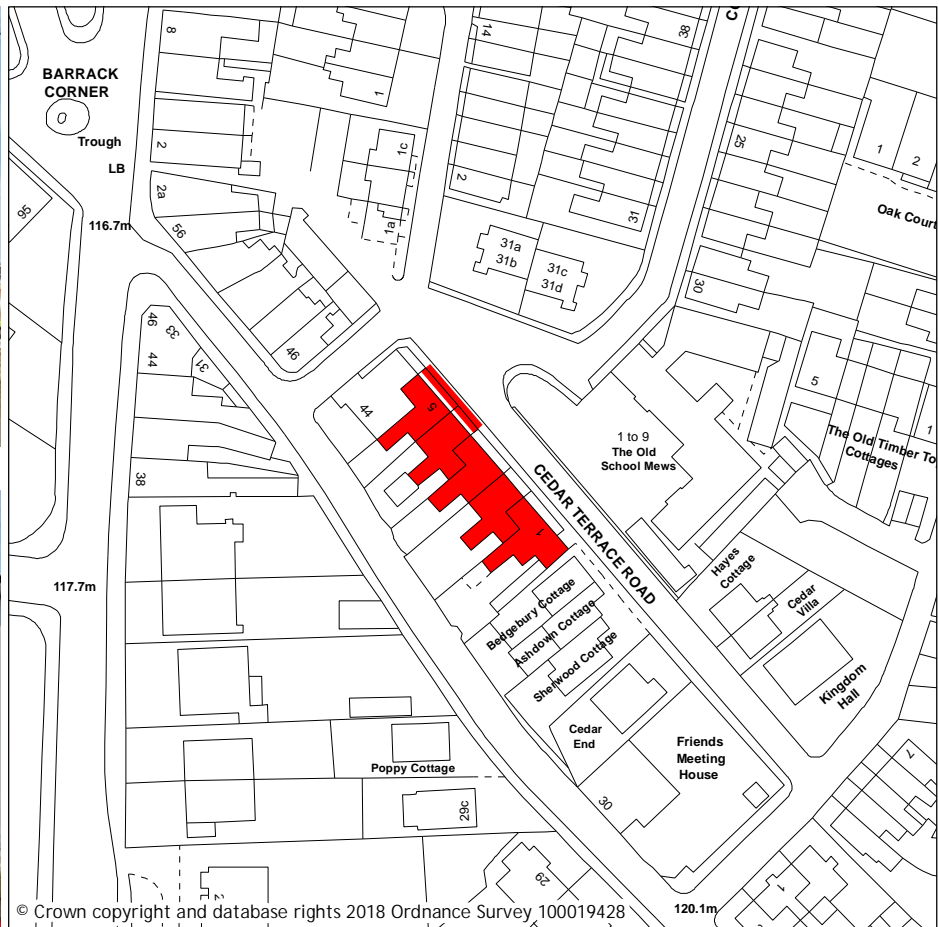 8
BARRACK
CORNER
Trough
LB
1
14
38
CO
2
1c
2
25
1
2
95
2a
1a
31
Oak Court
116.7m
56
31a
31b
31c
31d
30
46
33
31
44
46
44
5
5
1
1 to 9
The Old
School Mews
The Old Timber To
Cottages
38
CEDAR TERRACE ROAD
1
117.7m
Hayes
Cottage
Bedgebury Cottage
Cedar
Villa
Ashdown Cottage
Sherwood Cottage
Kingdom
Hall
Cedar
End
Friends
Meeting
House
7
Poppy Cottage
29c
30
29
1
2
© Crown copyright and database rights 2018 Ordnance Survey 100019428
120.1m